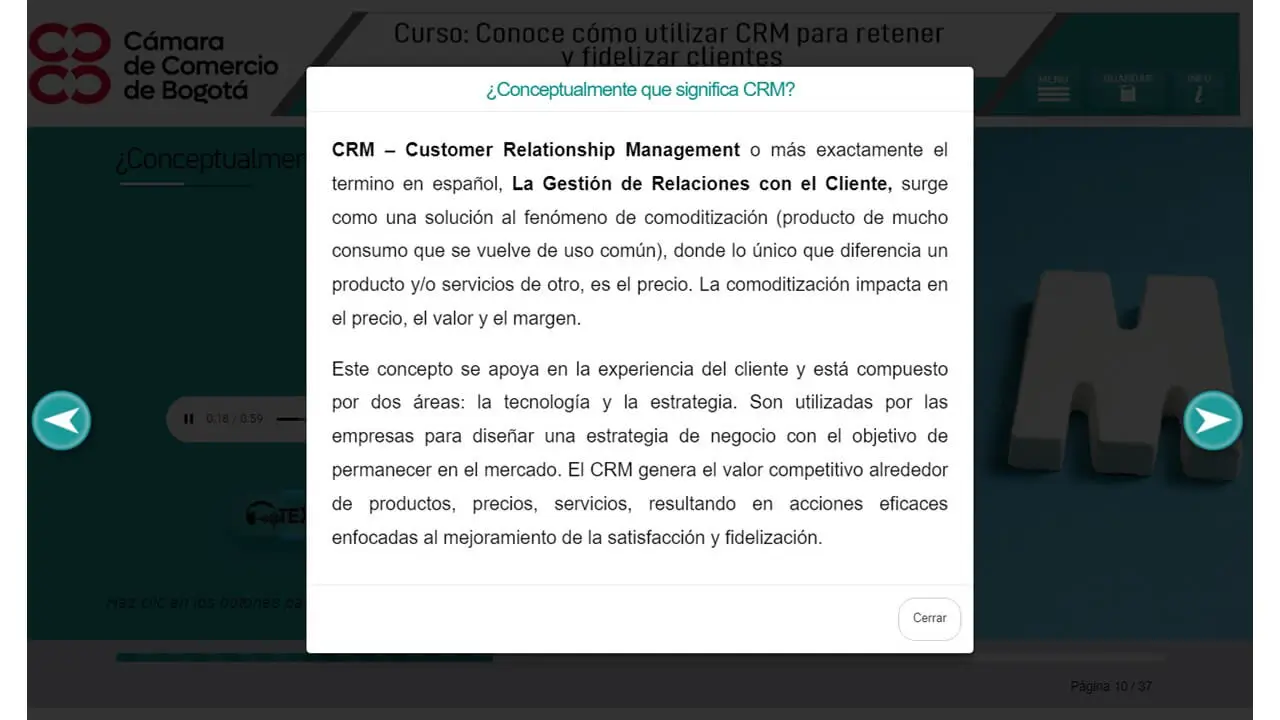 Cámara
de Comercio
de Bogotá
Curso: Conoce cómo utilizar CRM para retener
y fidelizar clientes
MENÚ
GUARDAR
INFO
¿Conceptualmente que significa CRM?
CRM – Customer Relationship Management o más exactamente el
termino en español, La Gestión de Relaciones con el Cliente, surge
como una solución al fenómeno de comoditización (producto de mucho
consumo que se vuelve de uso común), donde lo único que diferencia un
producto y/o servicios de otro, es el precio. La comoditización impacta en
el precio, el valor y el margen.
Este concepto se apoya en la experiencia del cliente y está compuesto
por dos áreas: la tecnología y la estrategia. Son utilizadas por las
empresas para diseñar una estrategia de negocio con el objetivo de
permanecer en el mercado. El CRM genera el valor competitivo alrededor
de productos, precios, servicios, resultando en acciones eficaces
enfocadas al mejoramiento de la satisfacción y fidelización.
Cerrar
0:18 / 0:59
Haz clic en los botones
Página 10 / 37